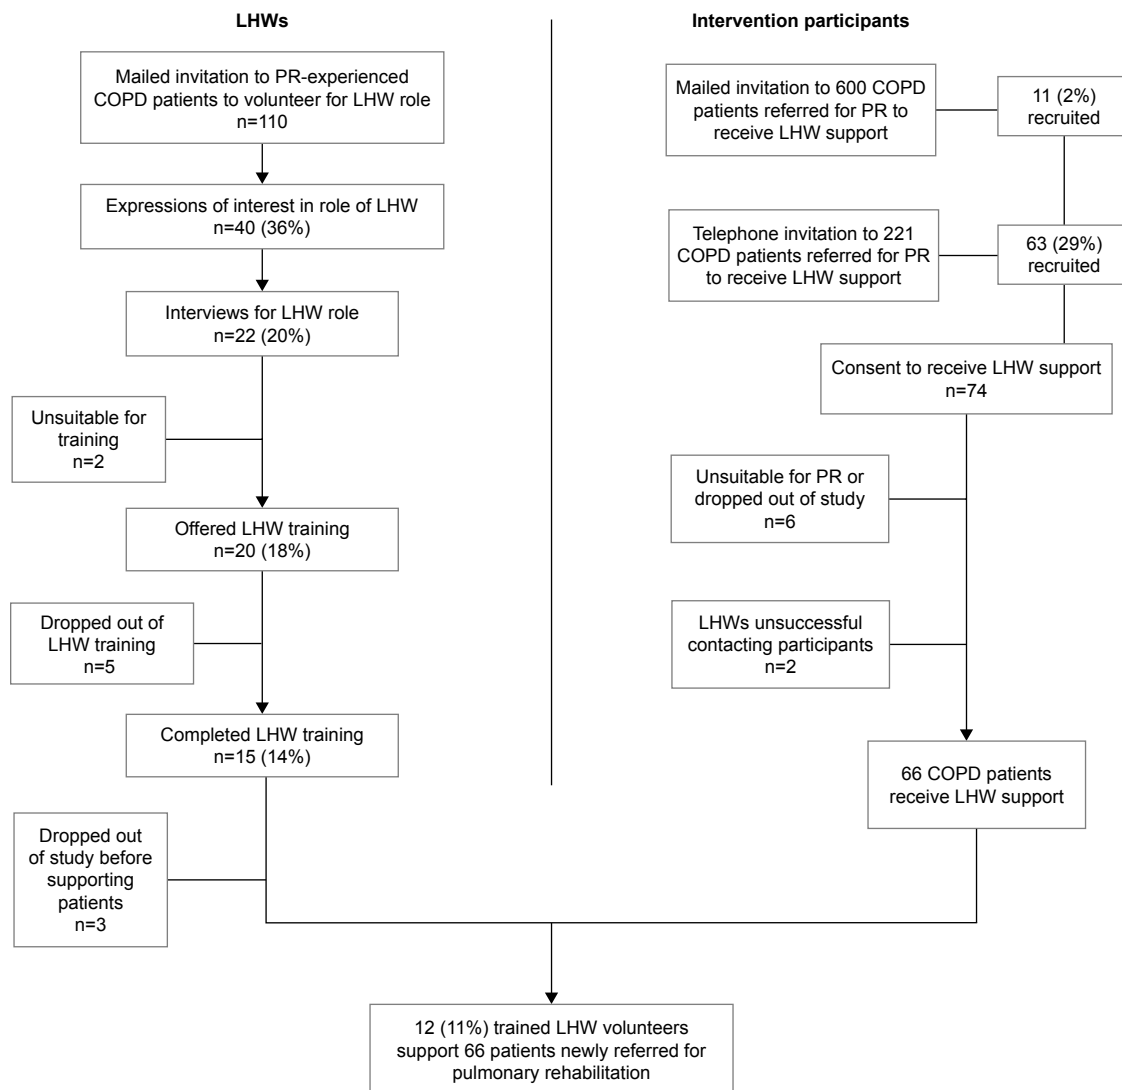 LHWs
Mailed invitation to PR-experienced
COPD patients to volunteer for LHW role
n=110
Expressions of interest in role of LHW
n=40 (36%)
Interviews for LHW role
n=22 (20%)
Unsuitable for
training
n=2
Offered LHW training
n=20 (18%)
Dropped out of
LHW training
n=5
Completed LHW training
n=15 (14%)
Dropped out
of study before
supporting
patients
n=3
Intervention participants
Mailed invitation to 600 COPD
patients referred for PR to
receive LHW support
11 (2%)
recruited
Telephone invitation to 221
COPD patients referred for PR
to receive LHW support
63 (29%)
recruited
Consent to receive LHW support
n=74
Unsuitable for PR or
dropped out of study
n=6
LHWs unsuccessful
contacting participants
n=2
66 COPD patients
receive LHW support
12 (11%) trained LHW volunteers
support 66 patients newly referred for
pulmonary rehabilitation